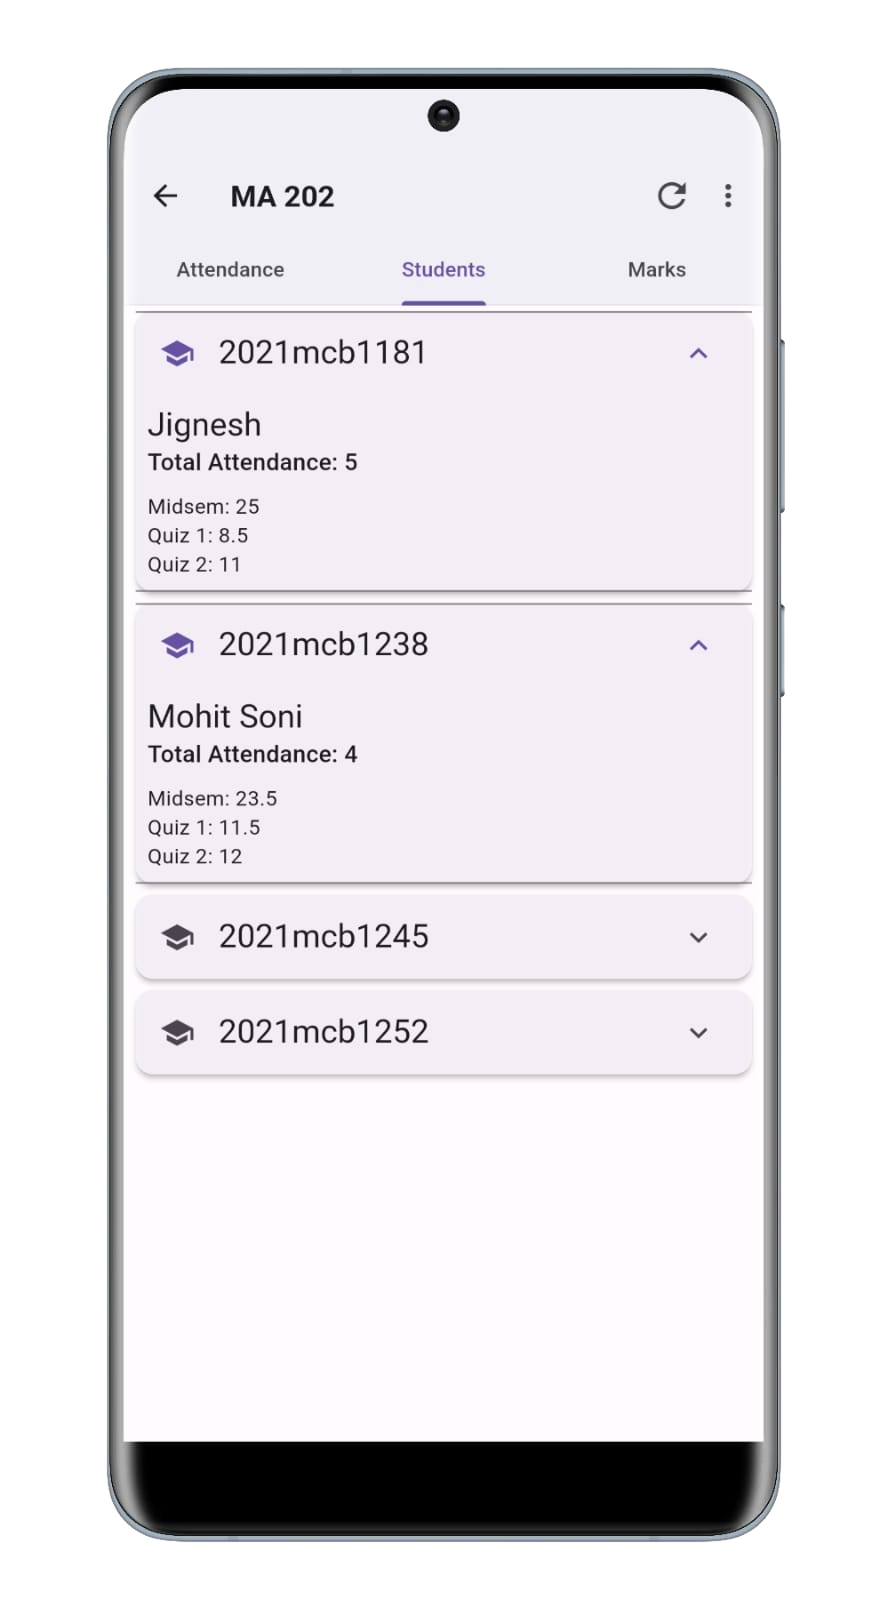 MA 202
Attendance Students Marks
2021mcb1181
Jignesh
Total Attendance: 5
Midsem: 25
Quiz 1: 8.5
Quiz 2: 11
2021mcb1238
Mohit Soni
Total Attendance: 4
Midsem: 23.5
Quiz 1: 11.5
Quiz 2: 12
2021mcb1245
2021mcb1252